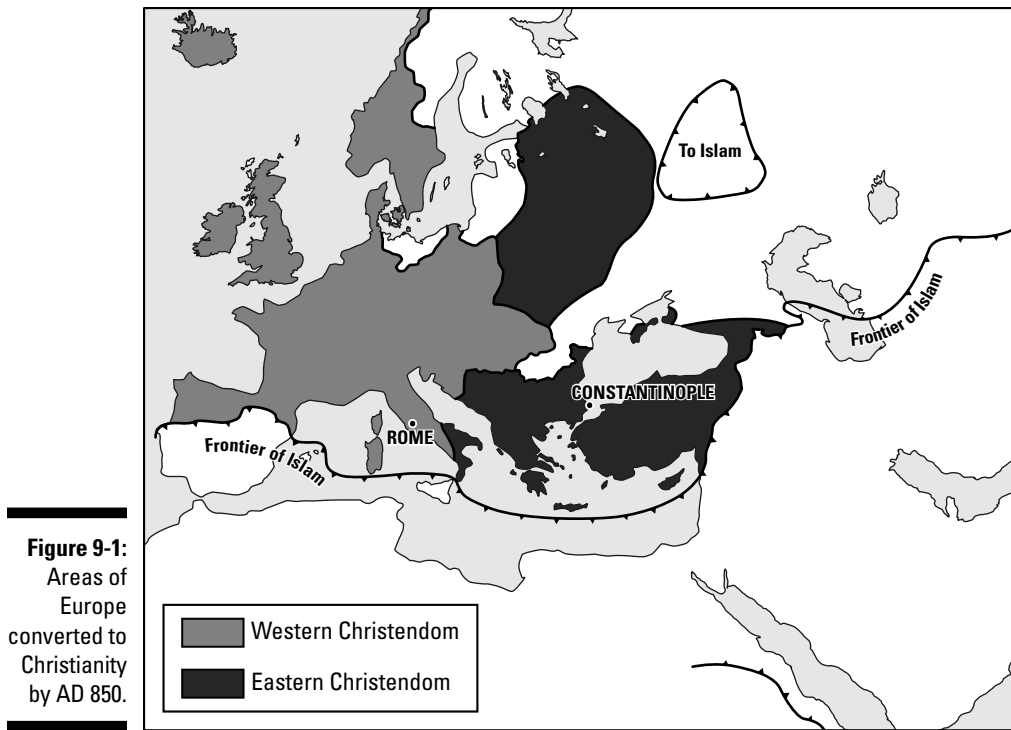 To Islam
Frontier of Islam
CONSTANTINOPLE
ROME
Frontier of Islam
Figure 9-1:
Areas of
Europe
converted to
Christianity
by AD 850.
Western Christendom
Eastern Christendom